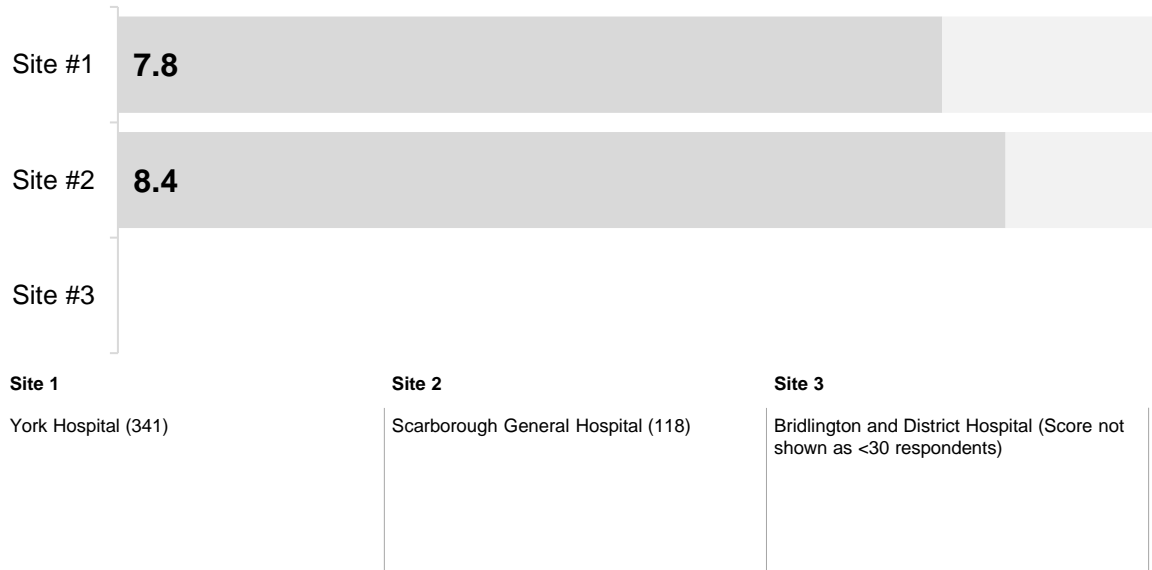 Site #1
7.8
Site #2
8.4
Site #3
Site 1
York Hospital (341)
Site 2
Scarborough General Hospital (118)
Site 3
Bridlington and District Hospital (Score not
shown as <30 respondents)